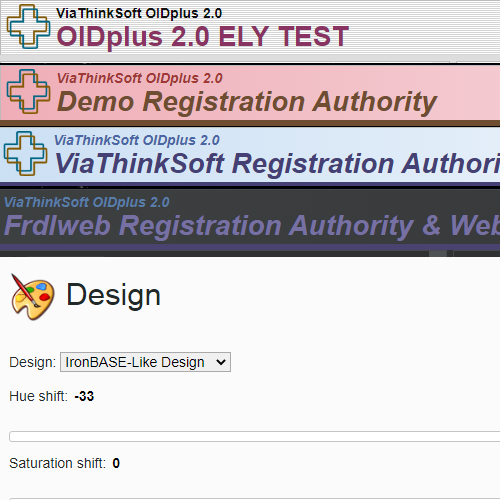 ViaThinkSoft OIDplus 2.0
OIDplus 2.0 ELY TEST
ViaThinkSoft OIDplus 2.0
Demo Registration Authority
ViaThinkSoft OIDplus 2.0
ViaThinkSoft Registration Authori
ViaThinkSoft OIDplus 2.0
Frdlweb Registration Authority & Web
Design
Design: IronBASE-Like Design
Hue shift: -33
Saturation shift: 0